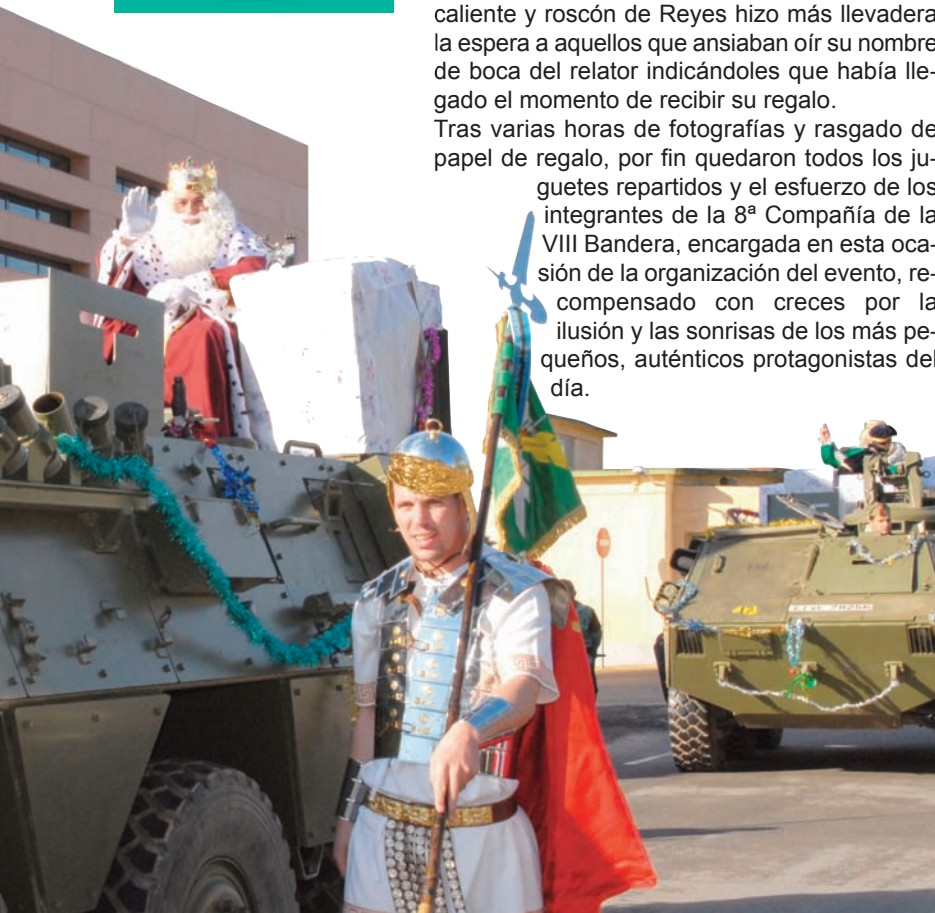 caliente y roscón de Reyes hizo más llevadera
la espera a aquellos que ansiaban oír su nombre
de boca del relator indicándoles que había lle-
gado el momento de recibir su regalo.
Tras varias horas de fotografías y rasgado de
papel de regalo, por fin quedaron todos los ju-
guetes repartidos y el esfuerzo de los
integrantes de la 8ª Compañía de la
VIII Bandera, encargada en esta oca-
sión de la organización del evento, re-
compensado con creces por la
ilusión y las sonrisas de los más pe-
queños, auténticos protagonistas del
día.